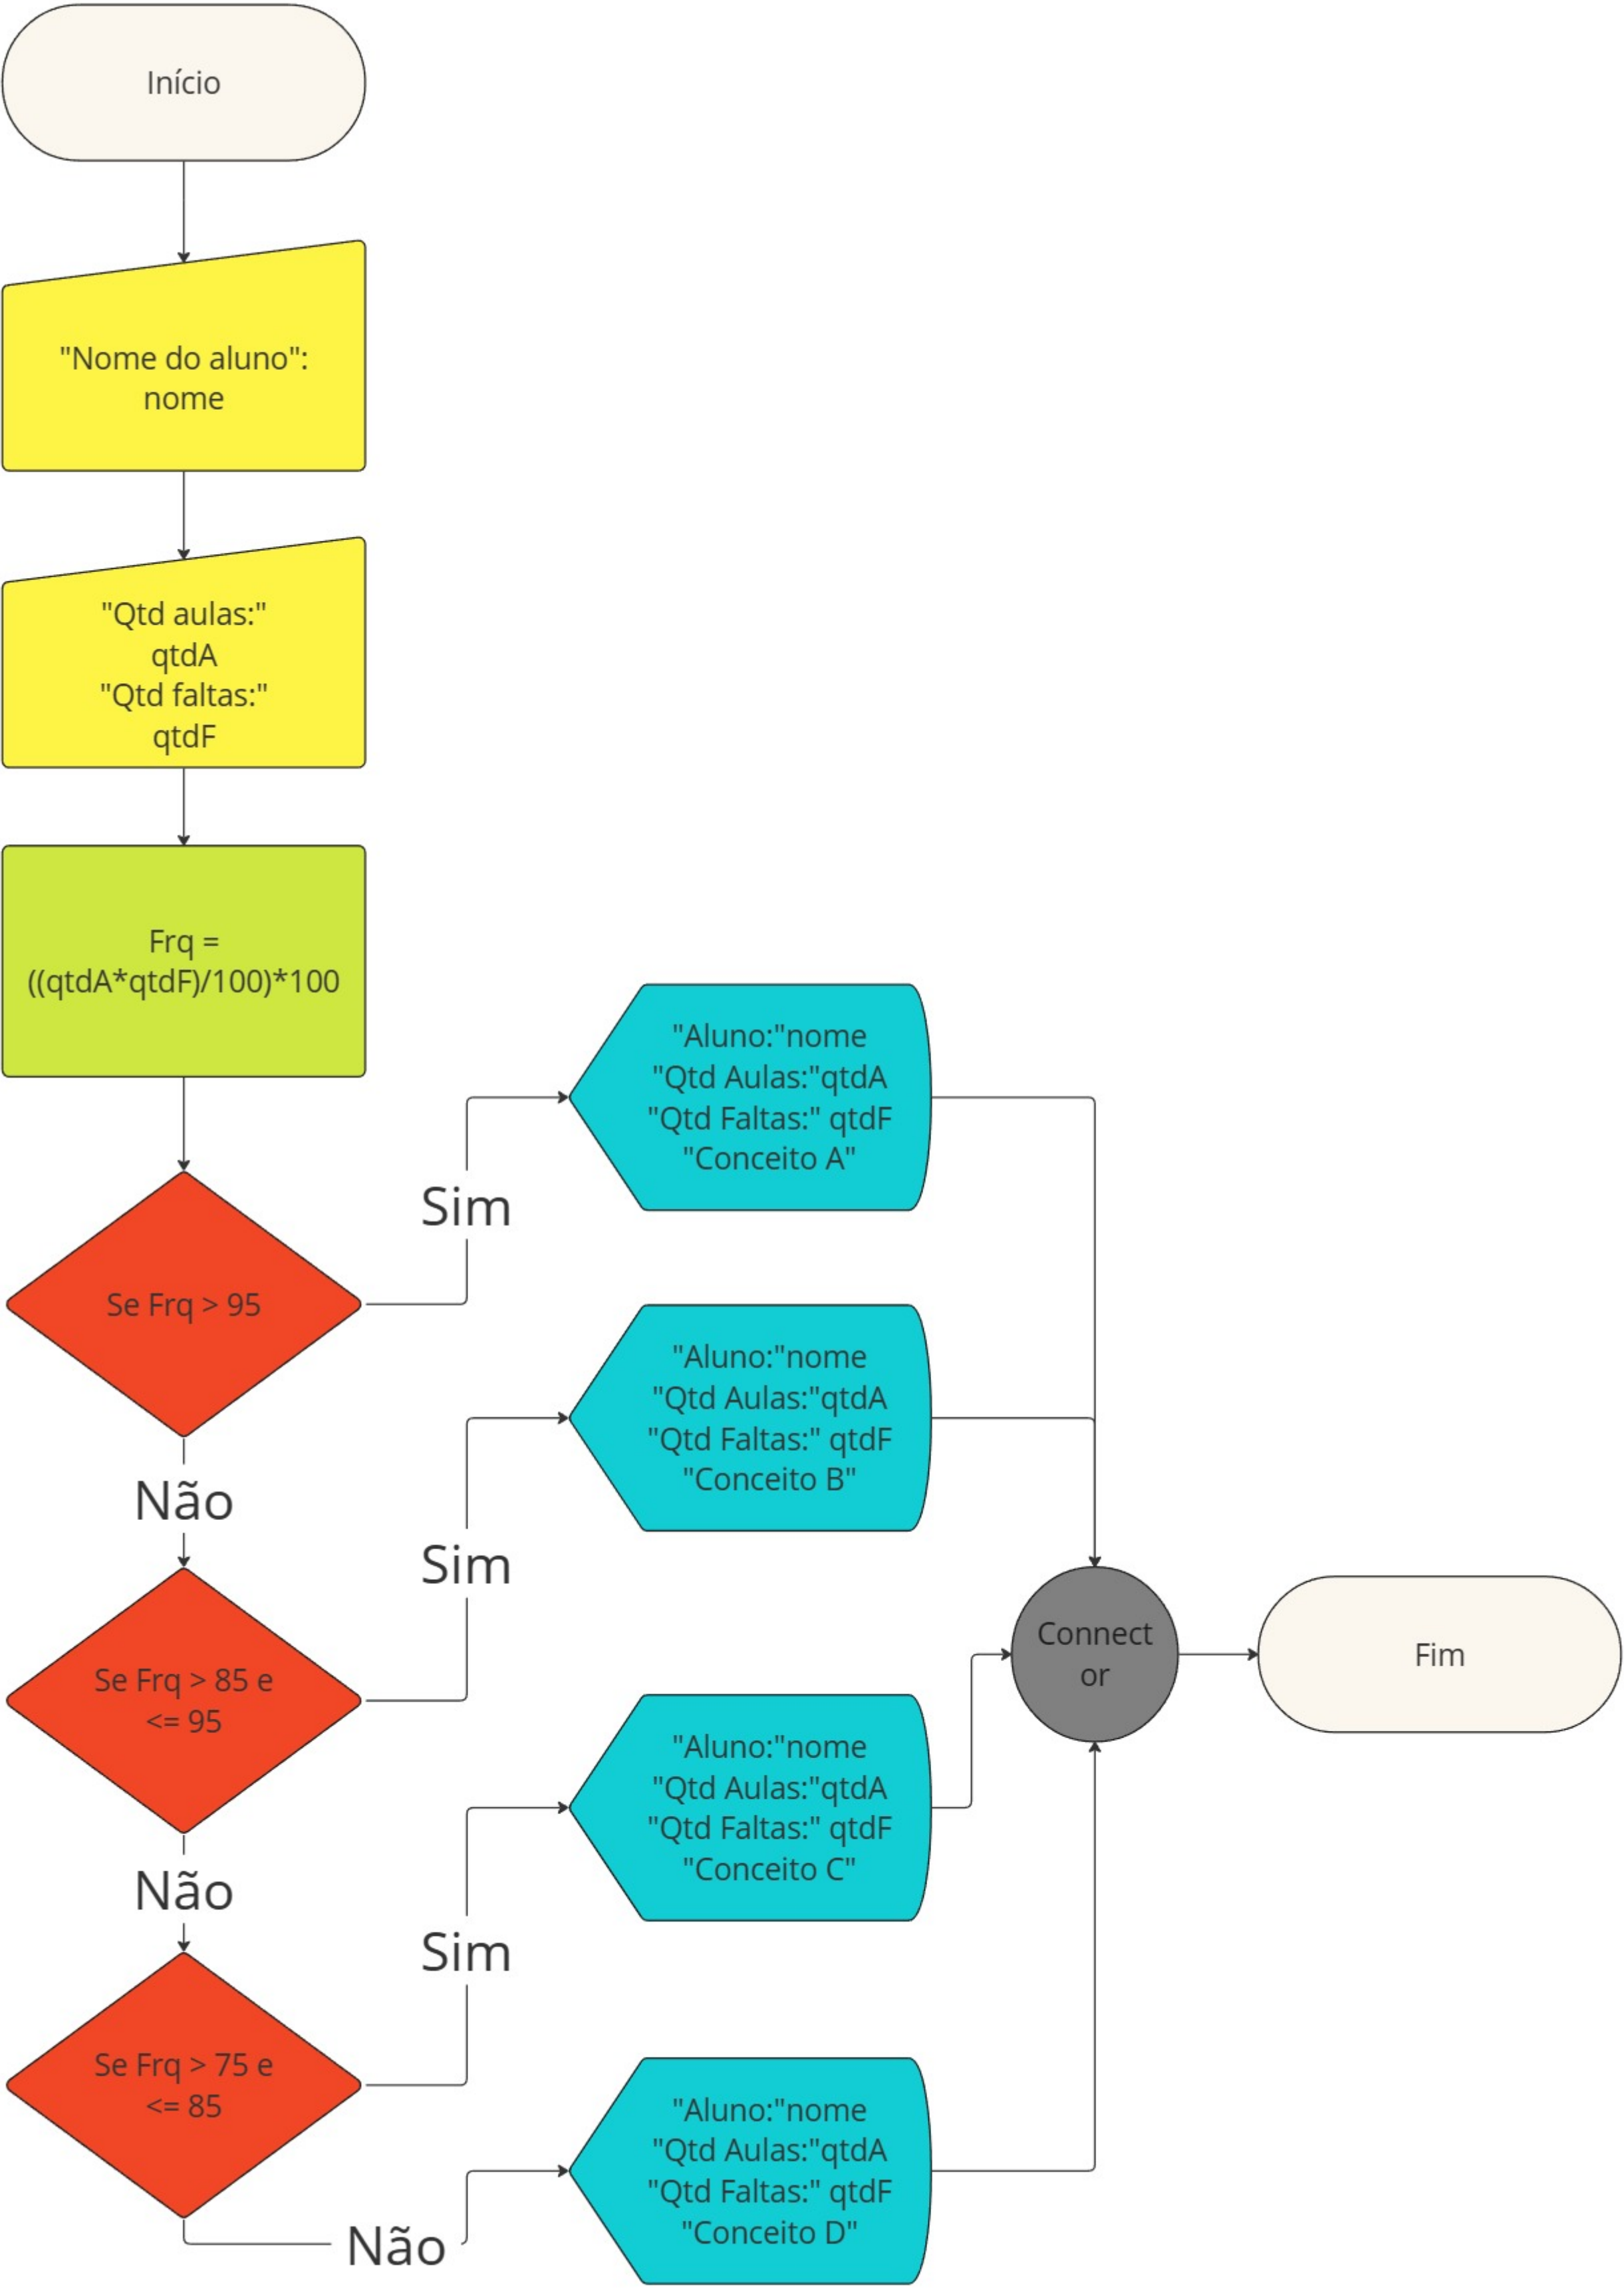 Início
"Nome do aluno":
nome
"Qtd aulas:"
qtdA
"Qtd faltas:"
qtdF
Frq =
((qtdA*qtdF)/100)*100
Se Frq > 95
Sim
"Aluno:"nome
"Qtd Aulas:"qtdA
"Qtd Faltas:" qtdF
"Conceito A"
Não
Se Frq > 85 e
<= 95
Sim
"Aluno:"nome
"Qtd Aulas:"qtdA
"Qtd Faltas:" qtdF
"Conceito B"
Não
Se Frq > 75 e
<= 85
Sim
"Aluno:"nome
"Qtd Aulas:"qtdA
"Qtd Faltas:" qtdF
"Conceito C"
Não
"Aluno:"nome
"Qtd Aulas:"qtdA
"Qtd Faltas:" qtdF
"Conceito D"
Connect
or
Fim